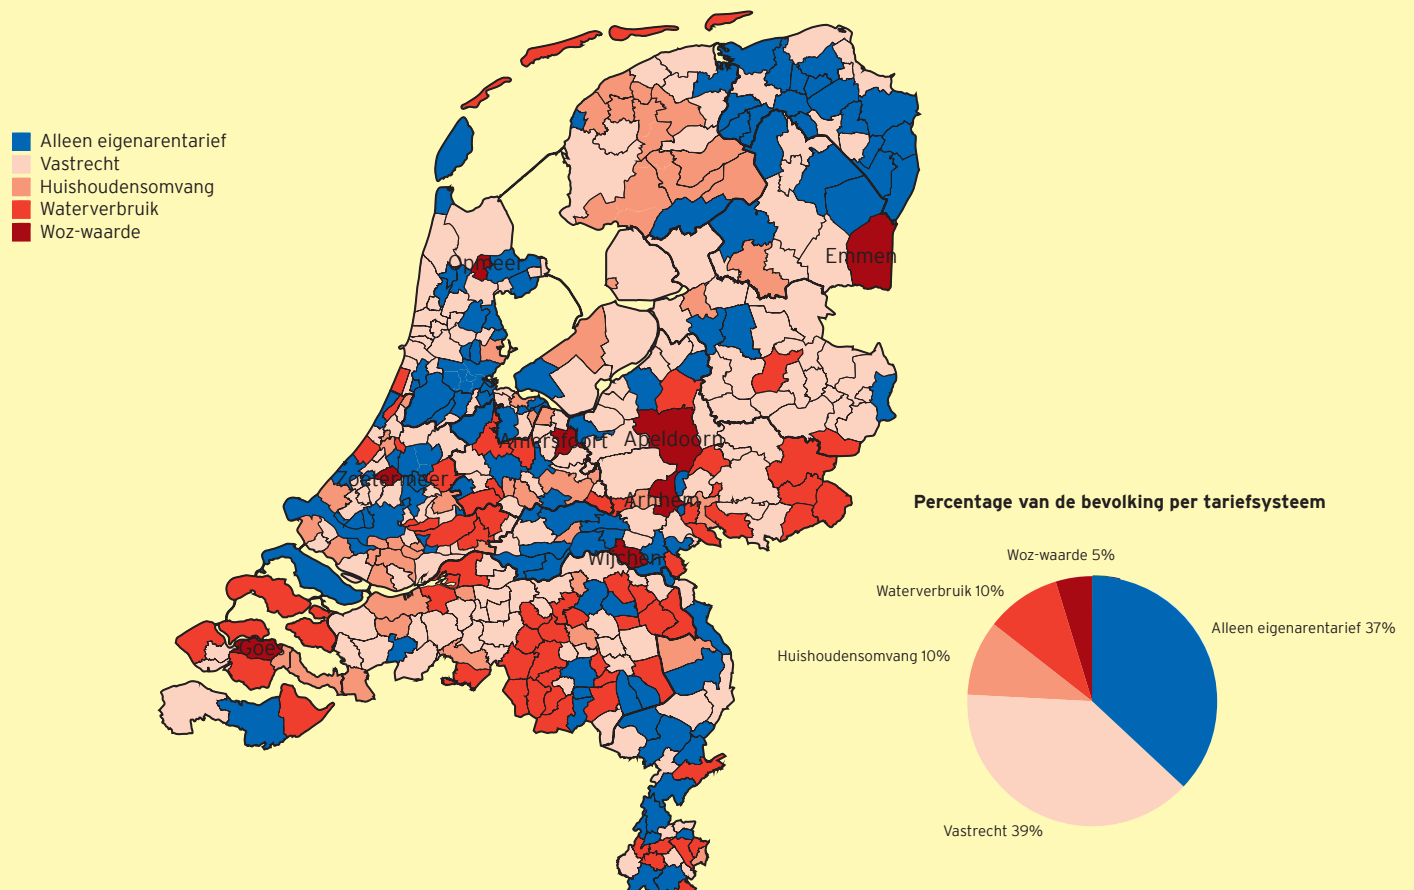 Alleen eigenarentarief
Vastrecht
Huishoudensomvang
Waterverbruik
Woz-waarde
Emmen
Opmeer
Amersfoort
Apeldoorn
Zoetermeer
Arnhem
Wijchen
Goes
Percentage van de bevolking per tariefsysteem
Woz-waarde 5%
Waterverbruik 10%
Alleen eigenarentarief 37%
Huishoudensomvang 10%
Vastrecht 39%